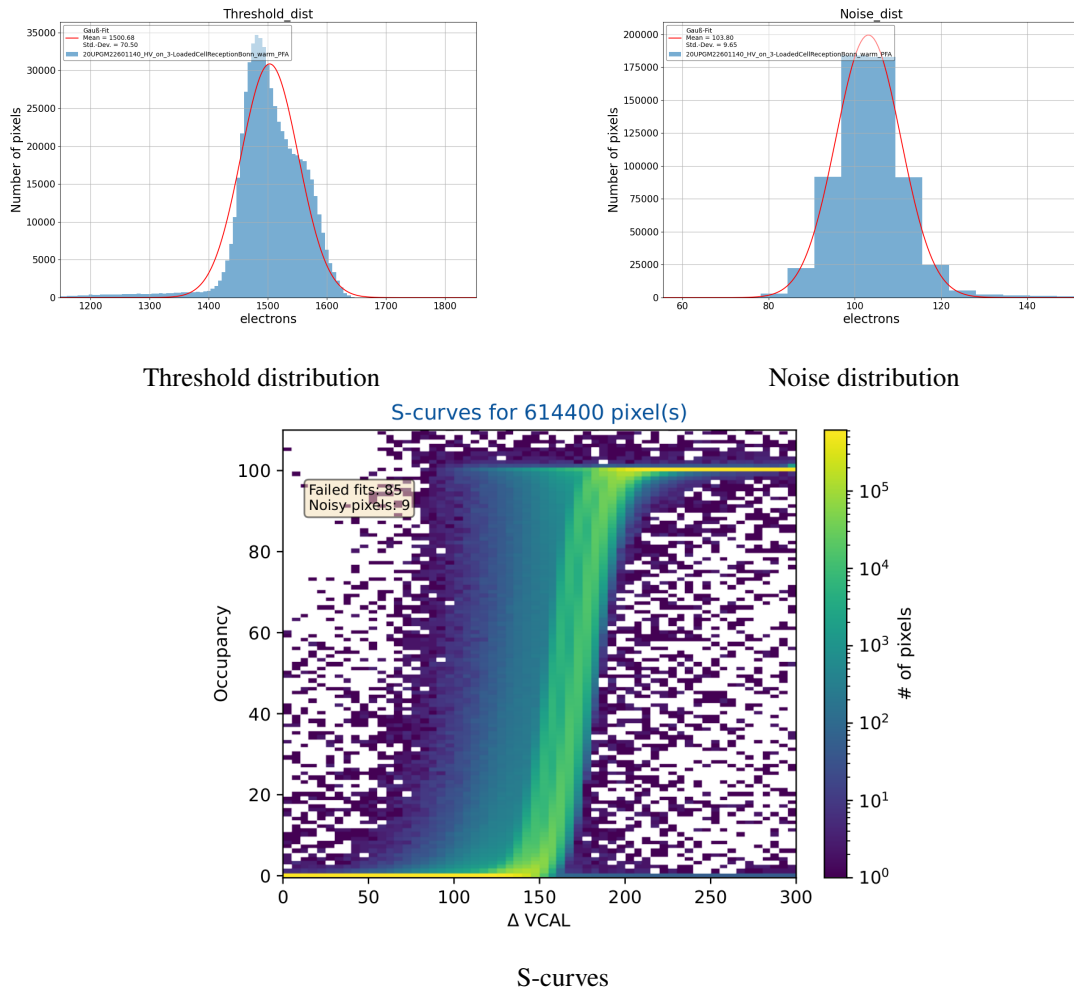 Threshold_dist
Gauß-Fit
Mean = 1500.68
Std.-Dev. = 70.50
20UPGM22601140_HV_on_3-LoadedCellReceptionBonn_warm_PFA
Number of pixels
35000
30000
25000
20000
15000
10000
5000
0
1200
1300
1400
1500
1600
1700
1800
electrons
Threshold distribution
Noise_dist
Gauß-Fit
Mean = 103.80
Std.-Dev. = 9.65
20UPGM22601140_HV_on_3-LoadedCellReceptionBonn_warm_PFA
Number of pixels
200000
175000
150000
125000
100000
75000
50000
25000
0
60
80
100
120
140
electrons
Noise distribution
S-curves for 614400 pixel(s)
Failed fits: 85
Noisy pixels: 9
Occupancy
100
80
60
40
20
0
0
50
100
150
200
250
300
Δ VCAL
10⁵
10⁴
10³
10²
10¹
10⁰
# of pixels
S-curves